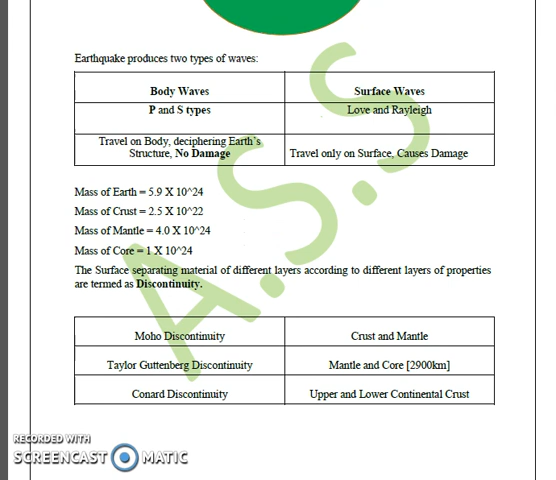 Earthquake produces two types of waves:
Body Waves Surface Waves
P and S types Love and Rayleigh
Travel on Body, deciphering Earth's
Structure, No Damage Travel only on Surface, Causes Damage
Mass of Earth = 5.9 X 10^24
Mass of Crust = 2.5 X 10^22
Mass of Mantle = 4.0 X 10^24
Mass of Core = 1 X 10^24
The Surface separating material of different layers according to different layers of properties
are termed as Discontinuity.
Moho Discontinuity Crust and Mantle
Taylor Guttenberg Discontinuity Mantle and Core [2900km]
Conard Discontinuity Upper and Lower Continental Crust
A.S.S
RECORDED WITH
SCREENCAST MATIC